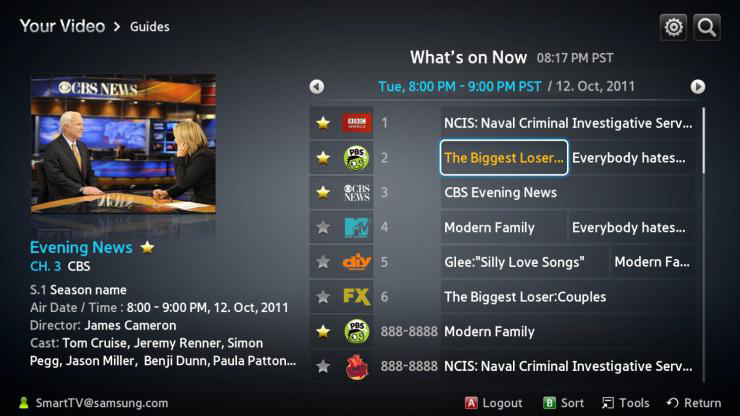 Your Video > Guides
What's on Now 08:17 PM PST
Tue, 8:00 PM - 9:00 PM PST / 12. Oct, 2011
CBS NEWS
BBC AMERICA 1 NCIS: Naval Criminal Investigative Serv...
PBS 2 The Biggest Loser... Everybody hates...
CBS NEWS 3 CBS Evening News
MTV 4 Modern Family Everybody hates...
diy 5 Glee:"Silly Love Songs" Modern Fa...
FX 6 The Biggest Loser:Couples
PBS 888-8888 Modern Family
888-8888 NCIS: Naval Criminal Investigative Serv...
Evening News
CH. 3 CBS
S.1 Season name
Air Date / Time : 8:00 - 9:00 PM, 12. Oct, 2011
Director: James Cameron
Cast: Tom Cruise, Jeremy Renner, Simon
Pegg, Jason Miller, Benji Dunn, Paula Patton...
SmartTV@samsung.com
A Logout B Sort Tools Return